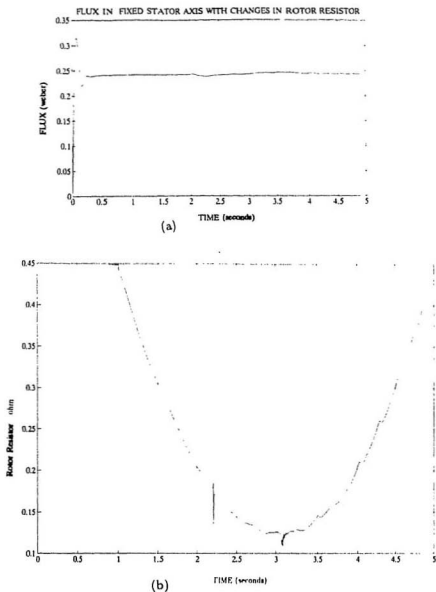 FLUX IN FIXED STATOR AXIS WITH CHANGES IN ROTOR RESISTOR
0.35
0.3
0.25
0.2
0.15
0.1
0.05
0
FLUX (weber)
0 0.5 1 1.5 2 2.5 3 3.5 4 4.5 5
TIME (seconds)
(a)
0.45
0.4
0.35
0.3
0.25
0.2
0.15
0.1
Rotor Resistor ohm
0 0.5 1 1.5 2 2.5 3 3.5 4 4.5 5
TIME (seconds)
(b)